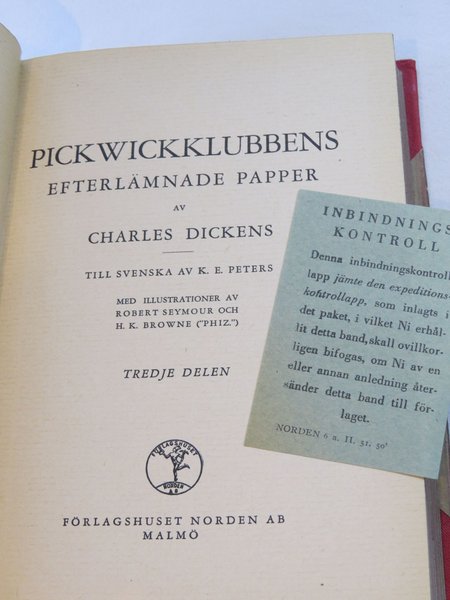 PICKWICKKLUBBENS
EFTERLÄMNADE PAPPER
AV
CHARLES DICKENS
TILL SVENSKA AV K. E. PETERS
MED ILLUSTRATIONER AV
ROBERT SEYMOUR OCH
H. K. BROWNE ("PHIZ.")
TREDJE DELEN
FÖRLAGSHUSET
NORDEN
AB
FÖRLAGSHUSET NORDEN AB
MALMÖ
INBINDNINGS
KONTROLL
Denna inbindningskontroll
lapp jämte den expeditions-
kontrollapp, som inlagts i
det paket, i vilket Ni erhål-
lit detta band, skall ovillkor-
ligen bifogas, om Ni av en
eller annan anledning åter-
sänder detta band till för-
laget.
NORDEN 6 a. II. 51. 50'